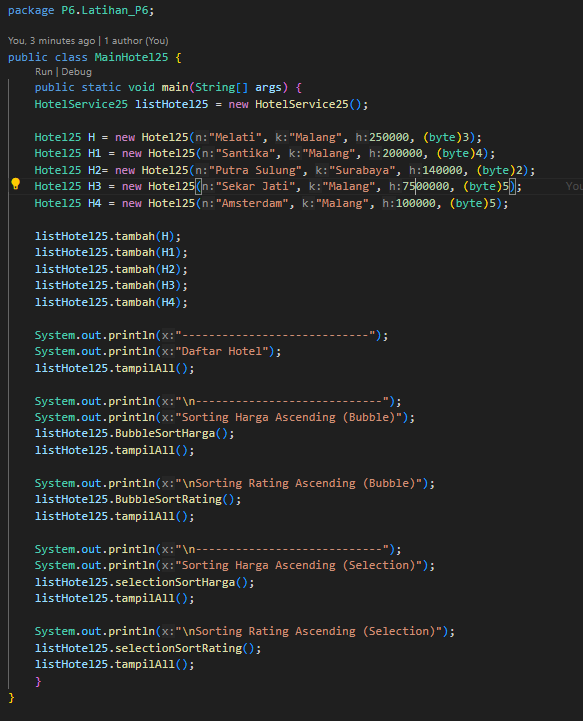 package P6.Latihan_P6;
You, 3 minutes ago | 1 author (You)
public class MainHotel25 {
Run | Debug
public static void main(String[] args) {
HotelService25 listHotel25 = new HotelService25();
Hotel25 H = new Hotel25(n:"Melati", k:"Malang", h:250000, (byte)3);
Hotel25 H1 = new Hotel25(n:"Santika", k:"Malang", h:200000, (byte)4);
Hotel25 H2= new Hotel25(n:"Putra Sulung", k:"Surabaya", h:140000, (byte)2);
Hotel25 H3 = new Hotel25(n:"Sekar Jati", k:"Malang", h:7500000, (byte)5); You
Hotel25 H4 = new Hotel25(n:"Amsterdam", k:"Malang", h:100000, (byte)5);
listHotel25.tambah(H);
listHotel25.tambah(H1);
listHotel25.tambah(H2);
listHotel25.tambah(H3);
listHotel25.tambah(H4);
System.out.println(x:"----------------------------");
System.out.println(x:"Daftar Hotel");
listHotel25.tampilAll();
System.out.println(x:"\n----------------------------");
System.out.println(x:"Sorting Harga Ascending (Bubble)");
listHotel25.BubbleSortHarga();
listHotel25.tampilAll();
System.out.println(x:"\nSorting Rating Ascending (Bubble)");
listHotel25.BubbleSortRating();
listHotel25.tampilAll();
System.out.println(x:"\n----------------------------");
System.out.println(x:"Sorting Harga Ascending (Selection)");
listHotel25.selectionSortHarga();
listHotel25.tampilAll();
System.out.println(x:"\nSorting Rating Ascending (Selection)");
listHotel25.selectionSortRating();
listHotel25.tampilAll();
}
}